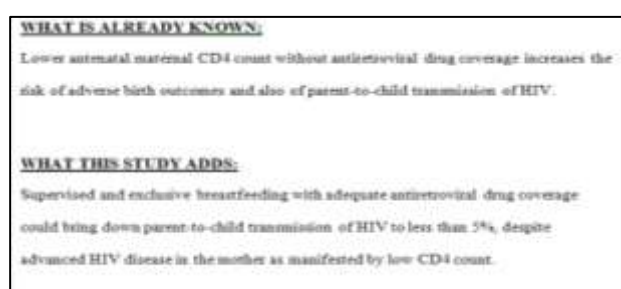 WHAT IS ALREADY KNOWN:
Lower antenatal maternal CD4 count without antiretroviral drug coverage increases the
risk of adverse birth outcomes and also of parent-to-child transmission of HIV.
WHAT THIS STUDY ADDS:
Supervised and exclusive breastfeeding with adequate antiretroviral drug coverage
could bring down parent-to-child transmission of HIV to less than 5%, despite
advanced HIV disease in the mother as manifested by low CD4 count.